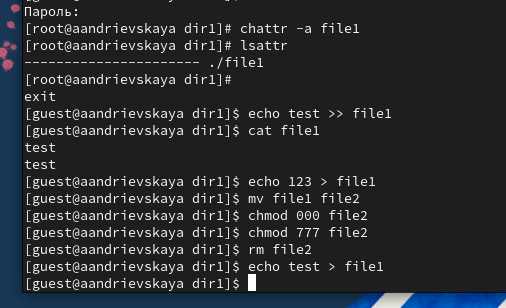 Пароль:
[root@aandrievskaya dir1]# chattr -a file1
[root@aandrievskaya dir1]# lsattr
---------------------- ./file1
[root@aandrievskaya dir1]#
exit
[guest@aandrievskaya dir1]$ echo test >> file1
[guest@aandrievskaya dir1]$ cat file1
test
test
[guest@aandrievskaya dir1]$ echo 123 > file1
[guest@aandrievskaya dir1]$ mv file1 file2
[guest@aandrievskaya dir1]$ chmod 000 file2
[guest@aandrievskaya dir1]$ chmod 777 file2
[guest@aandrievskaya dir1]$ rm file2
[guest@aandrievskaya dir1]$ echo test > file1
[guest@aandrievskaya dir1]$